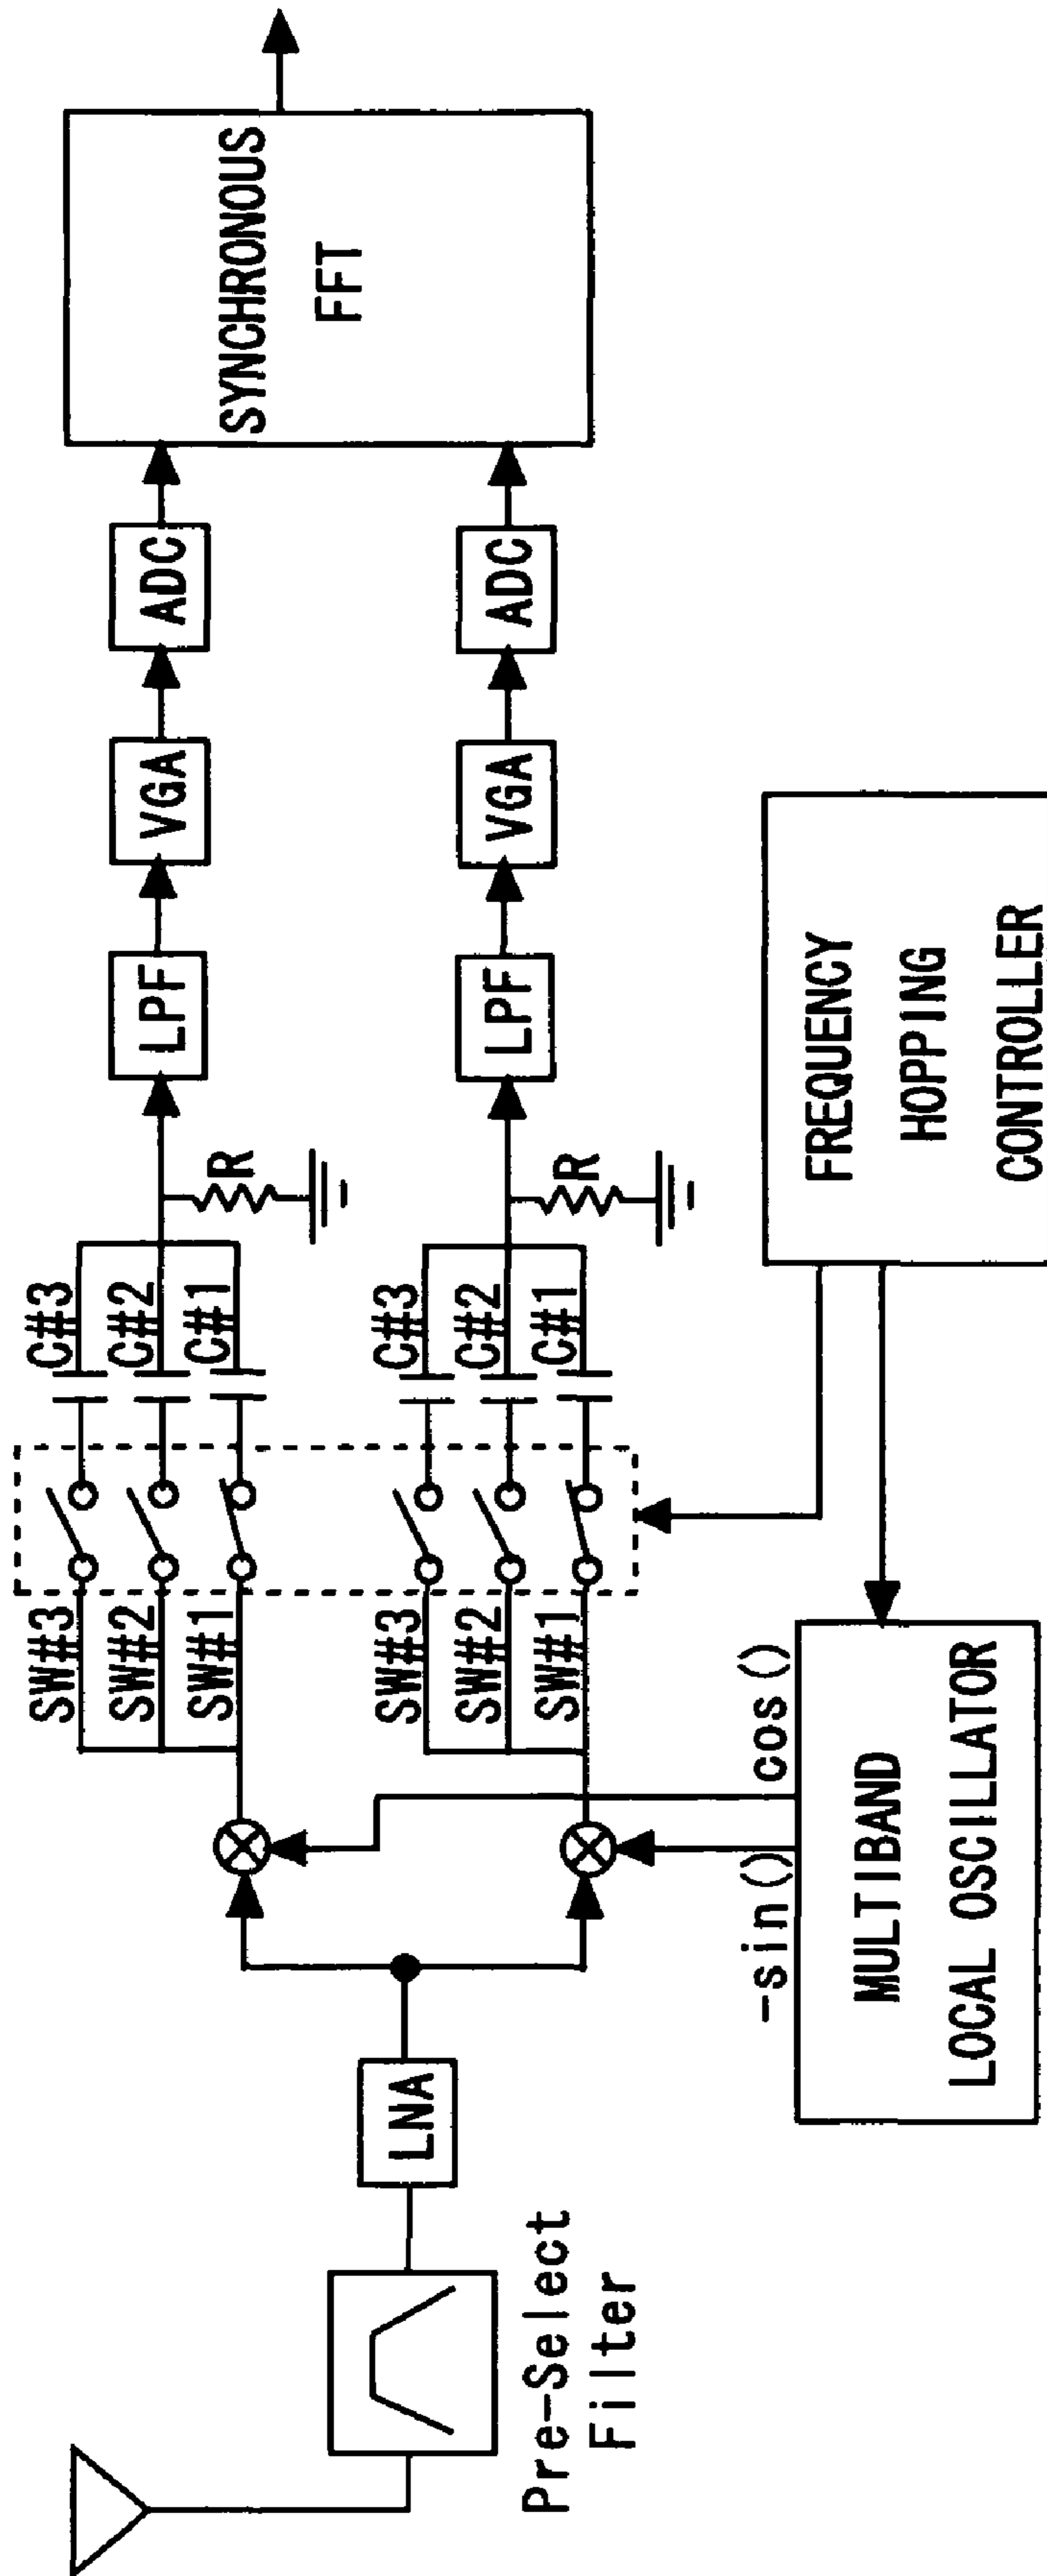 Pre-Select
Filter
LNA
-sin()
cos()
MULTIBAND
LOCAL OSCILLATOR
SW#3
SW#2
SW#1
C#3
C#2
C#1
R
LPF
VGA
ADC
SW#3
SW#2
SW#1
C#3
C#2
C#1
R
LPF
VGA
ADC
SYNCHRONOUS
FFT
FREQUENCY
HOPPING
CONTROLLER